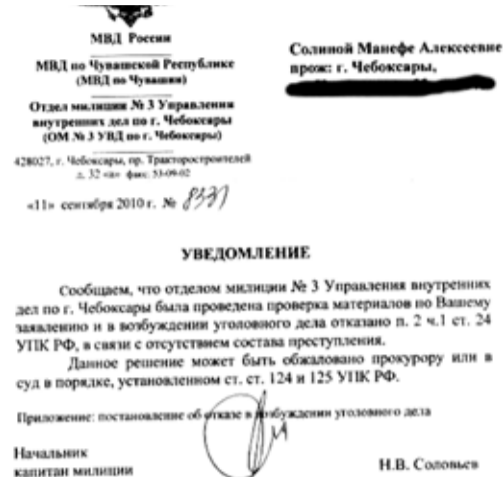 МВД России
МВД по Чувашской Республике
(МВД по Чувашии)
Отдел милиции № 3 Управления
внутренних дел по г. Чебоксары
(ОМ № 3 УВД по г. Чебоксары)
428027, г. Чебоксары, пр. Тракторостроителей
д. 32 «а» факс. 53-09-02
«11» сентября 2010 г. № 8331
Солиной Манефе Алексеевне
прож: г. Чебоксары,
УВЕДОМЛЕНИЕ
Сообщаем, что отделом милиции № 3 Управления внутренних
дел по г. Чебоксары была проведена проверка материалов по Вашему
заявлению и в возбуждении уголовного дела отказано п. 2 ч.1 ст. 24
УПК РФ, в связи с отсутствием состава преступления.
Данное решение может быть обжаловано прокурору или в
суд в порядке, установленном ст. ст. 124 и 125 УПК РФ.
Приложение: постановление об отказе в возбуждении уголовного дела
Начальник
капитан милиции
Н.В. Соловьев